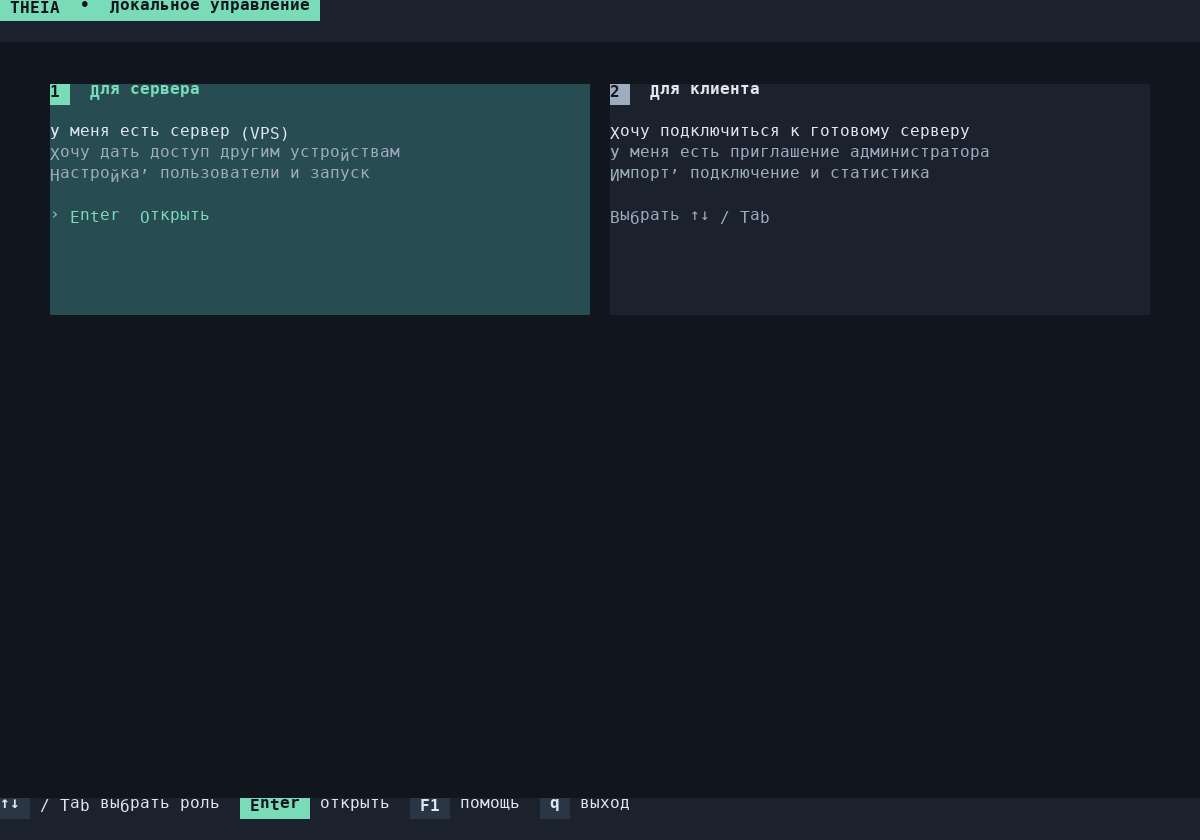 THEIA • Локальное управление
1 Для сервера
У меня есть сервер (VPS)
Хочу дать доступ другим устройствам
Настройка, пользователи и запуск
› Enter Открыть
2 Для клиента
Хочу подключиться к готовому серверу
У меня есть приглашение администратора
Импорт, подключение и статистика
Выбрать ↑↓ / Tab
↑↓ / Tab выбрать роль Enter открыть F1 помощь q выход